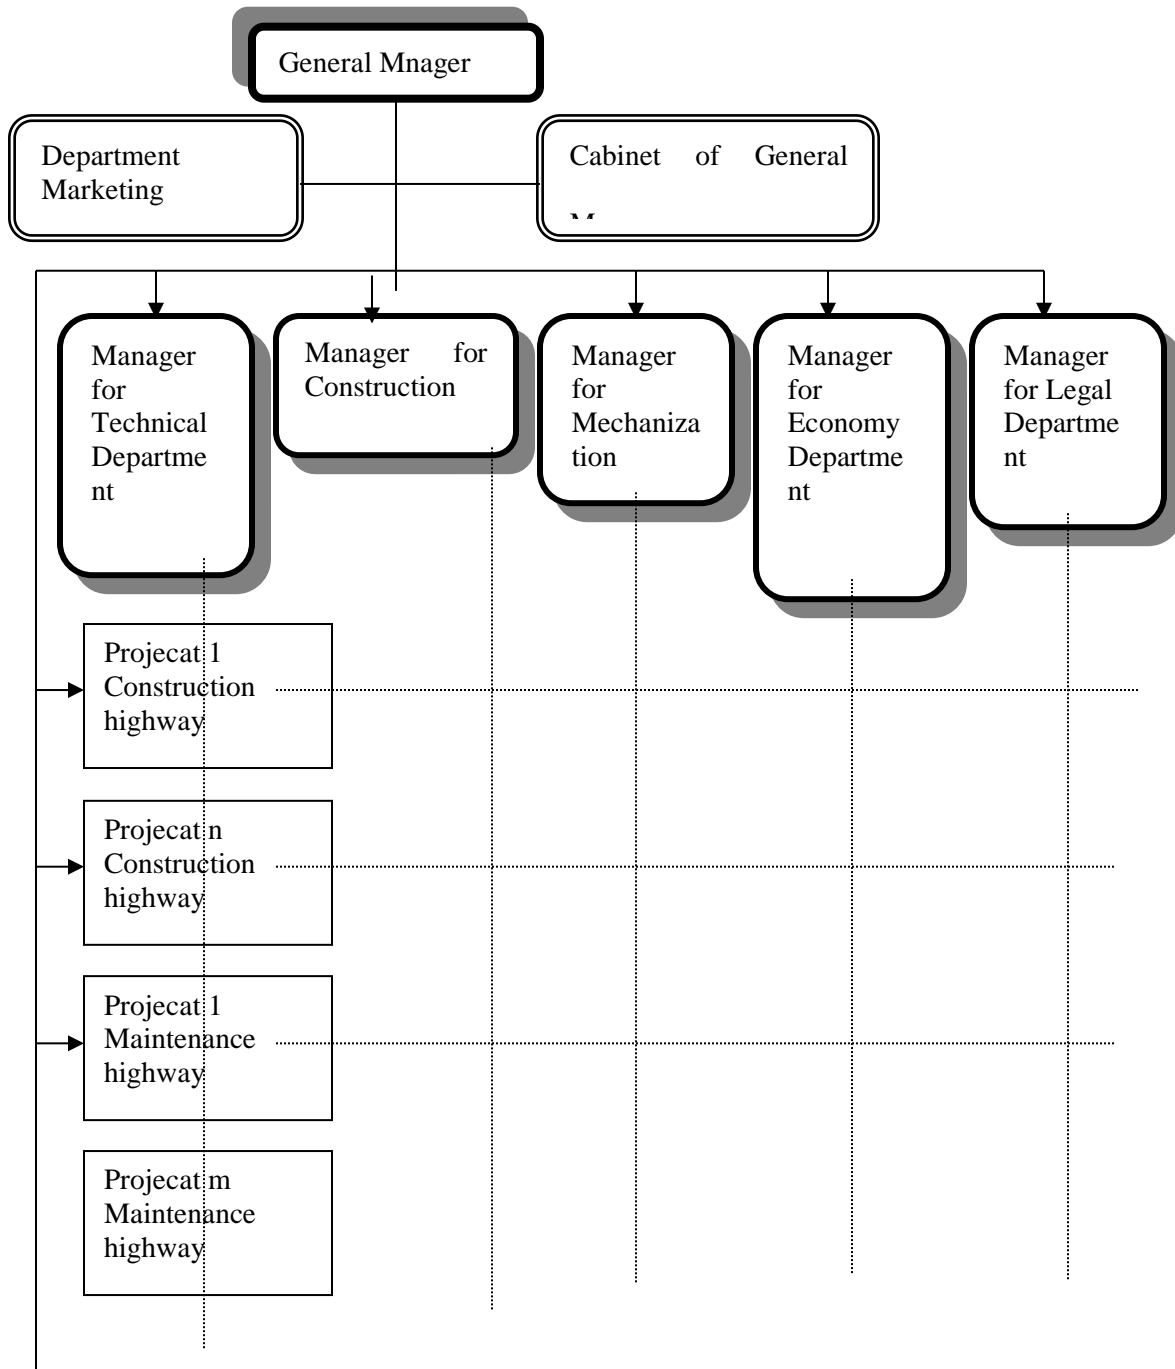 General Mnager
Department
Marketing
Cabinet of General
Manager
for
Technical
Departme
nt
Manager for
Construction
Manager
for
Mechaniza
tion
Manager
for
Economy
Departme
nt
Manager
for Legal
Departme
nt
Projecat 1
Construction
highway
Projecat n
Construction
highway
Projecat 1
Maintenance
highway
Projecat m
Maintenance
highway